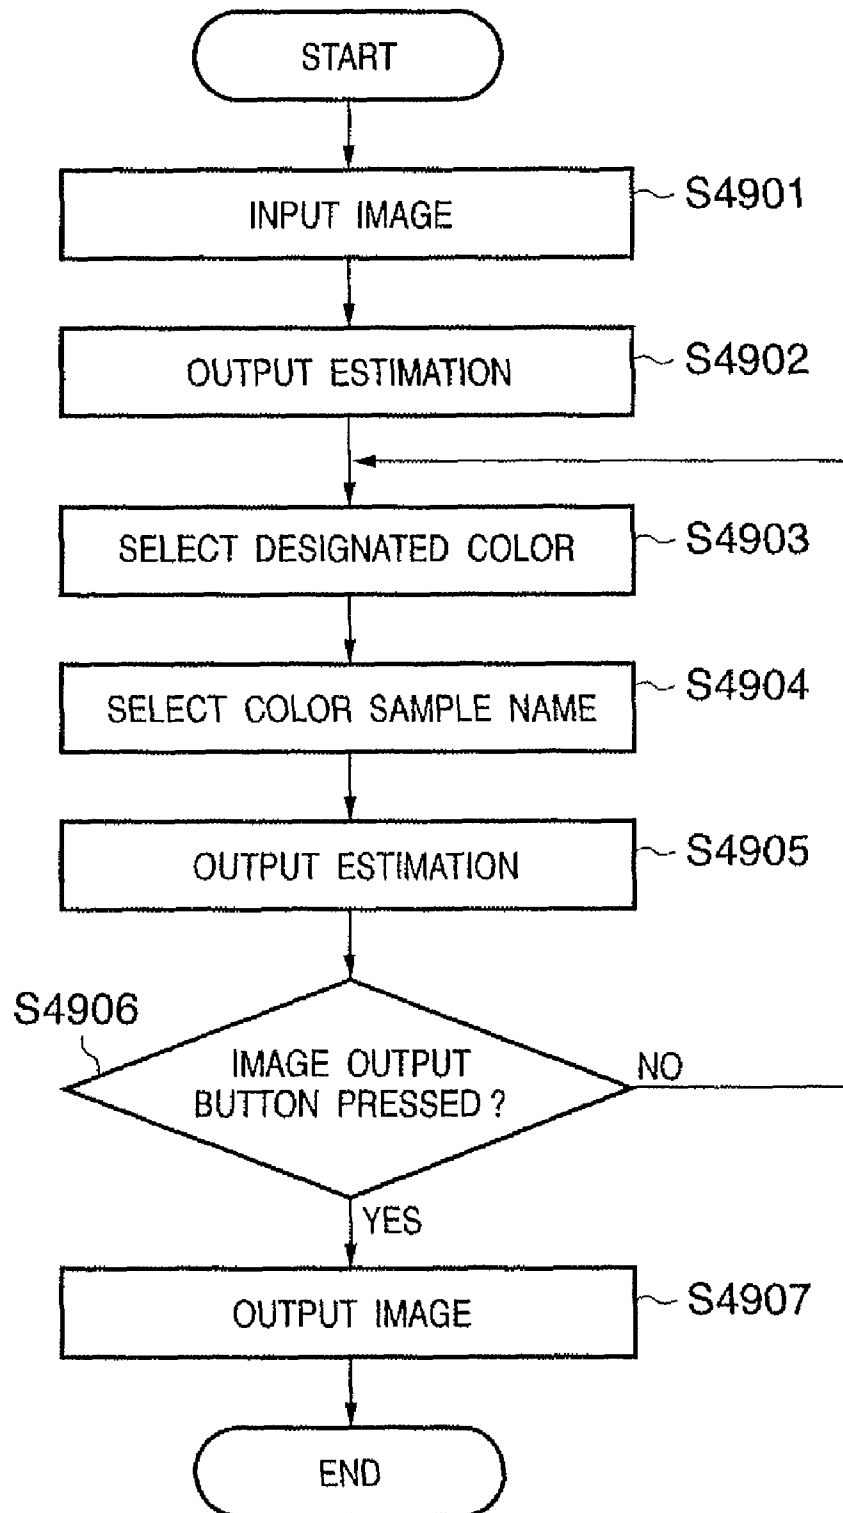 START
INPUT IMAGE
S4901
OUTPUT ESTIMATION
S4902
SELECT DESIGNATED COLOR
S4903
SELECT COLOR SAMPLE NAME
S4904
OUTPUT ESTIMATION
S4905
S4906
IMAGE OUTPUT
BUTTON PRESSED ?
NO
YES
OUTPUT IMAGE
S4907
END